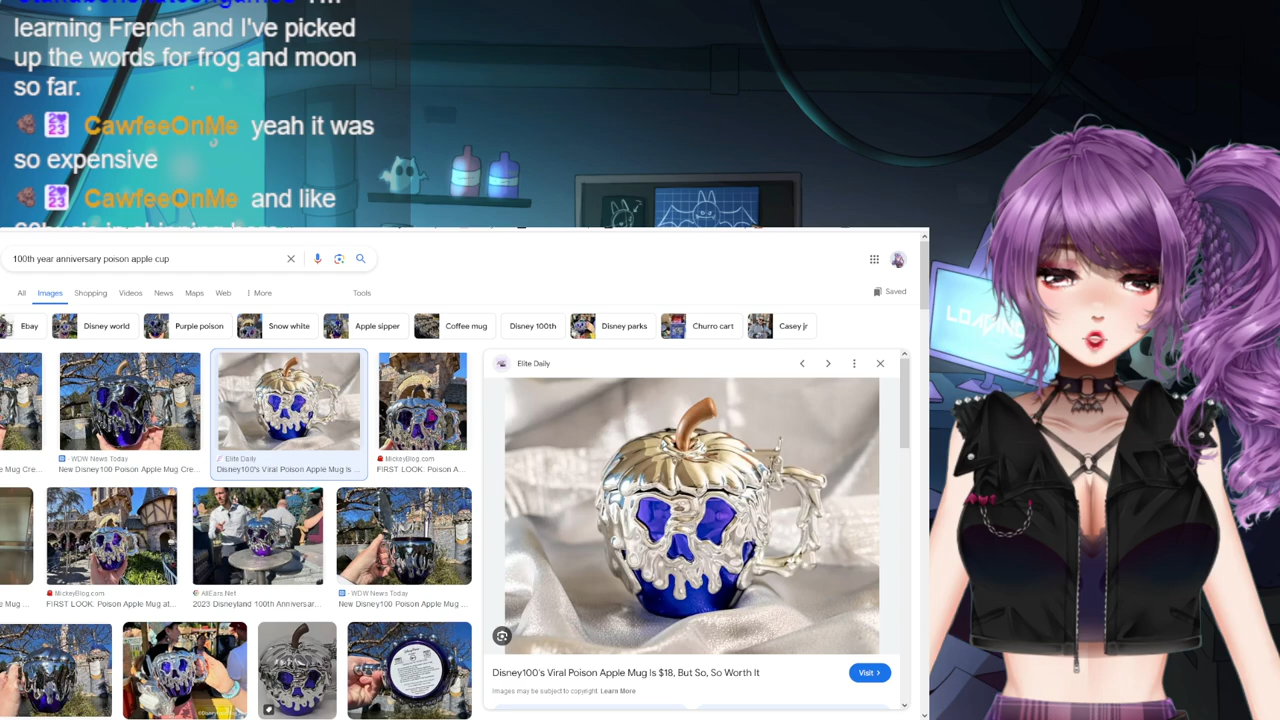 learning French and I've picked
up the words for frog and moon
so far.
CawfeeOnMe yeah it was
so expensive
CawfeeOnMe and like
100th year anniversary poison apple cup
All Images Shopping Videos News Maps Web More Tools Saved
Ebay Disney world Purple poison Snow white Apple sipper Coffee mug Disney 100th Disney parks Churro cart Casey jr
Elite Daily
WDW News Today
Elite Daily
MickeyBlog.com
e Mug Cre...
New Disney100 Poison Apple Mug Cre...
Disney100's Viral Poison Apple Mug Is ...
FIRST LOOK: Poison A...
MickeyBlog.com
AllEars.Net
WDW News Today
e Mug ...
FIRST LOOK: Poison Apple Mug at...
2023 Disneyland 100th Anniversar...
New Disney100 Poison Apple Mug ...
Disney100's Viral Poison Apple Mug Is $18, But So, So Worth It
Visit
Images may be subject to copyright. Learn More